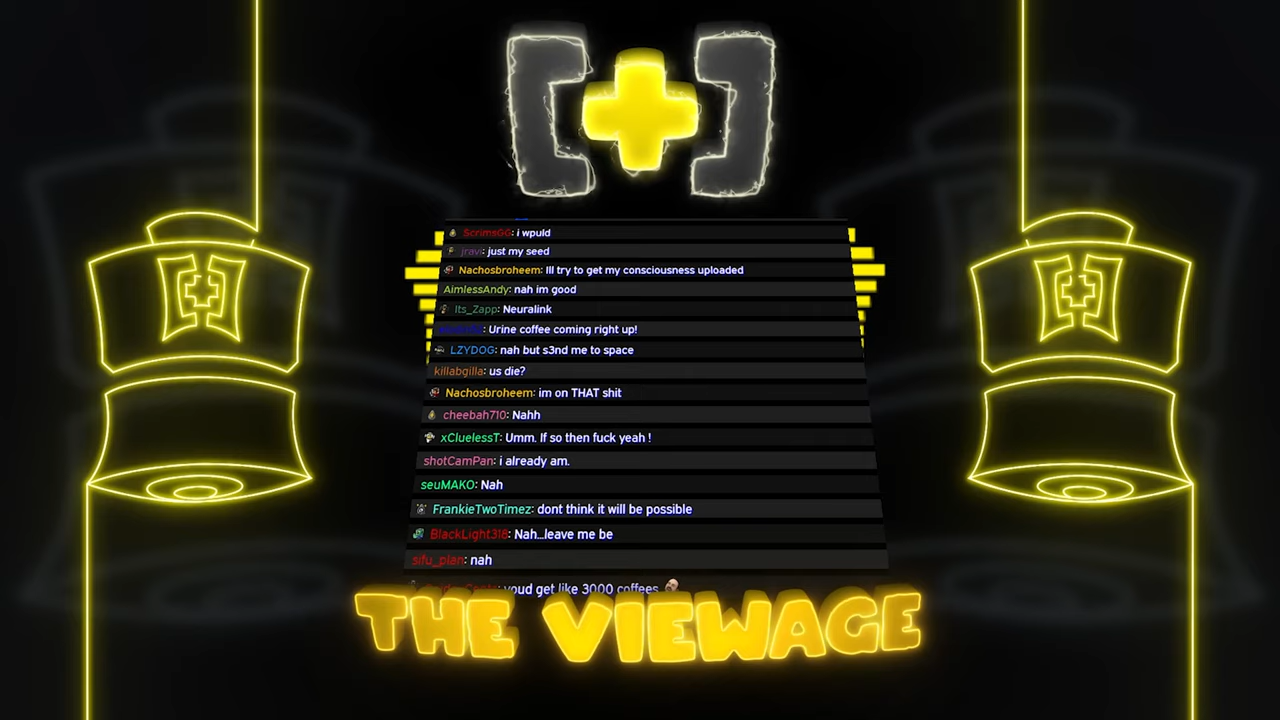 ScrimsGG: i wpuld
jravi: just my seed
Nachosbroheem: Ill try to get my consciousness uploaded
AimlessAndy: nah im good
Its_Zapp: Neuralink
: Urine coffee coming right up!
LZYDOG: nah but s3nd me to space
killabgilla: us die?
Nachosbroheem: im on THAT shit
cheebah710: Nahh
xCluelessT: Umm. If so then fuck yeah !
shotCamPan: i already am.
seuMAKO: Nah
FrankieTwoTimez: dont think it will be possible
BlackLight318: Nah...leave me be
sifu_plan: nah
: youd get like 3000 coffees
THE VIEWAGE